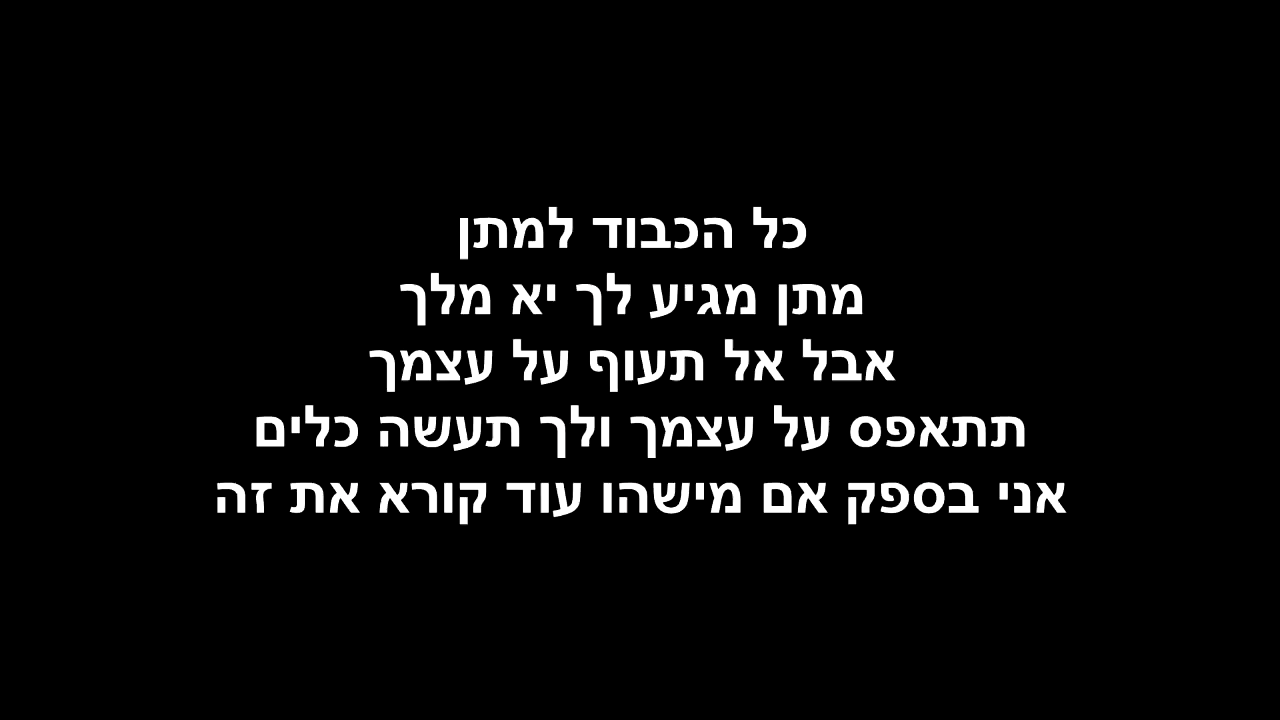 כל הכבוד למתן
מתן מגיע לך יא מלך
אבל אל תעוף על עצמך
תתאפס על עצמך ולך תעשה כלים
אני בספק אם מישהו עוד קורא את זה